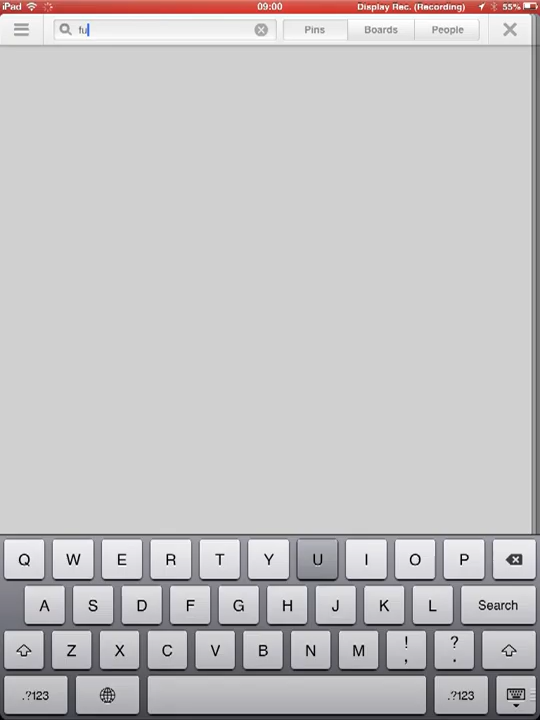 iPad 09:00 Display Rec. (Recording) 55%
fu Pins Boards People
Q W E R T Y U I O P
A S D F G H J K L Search
Z X C V B N M ! , ? .
.?123 .?123